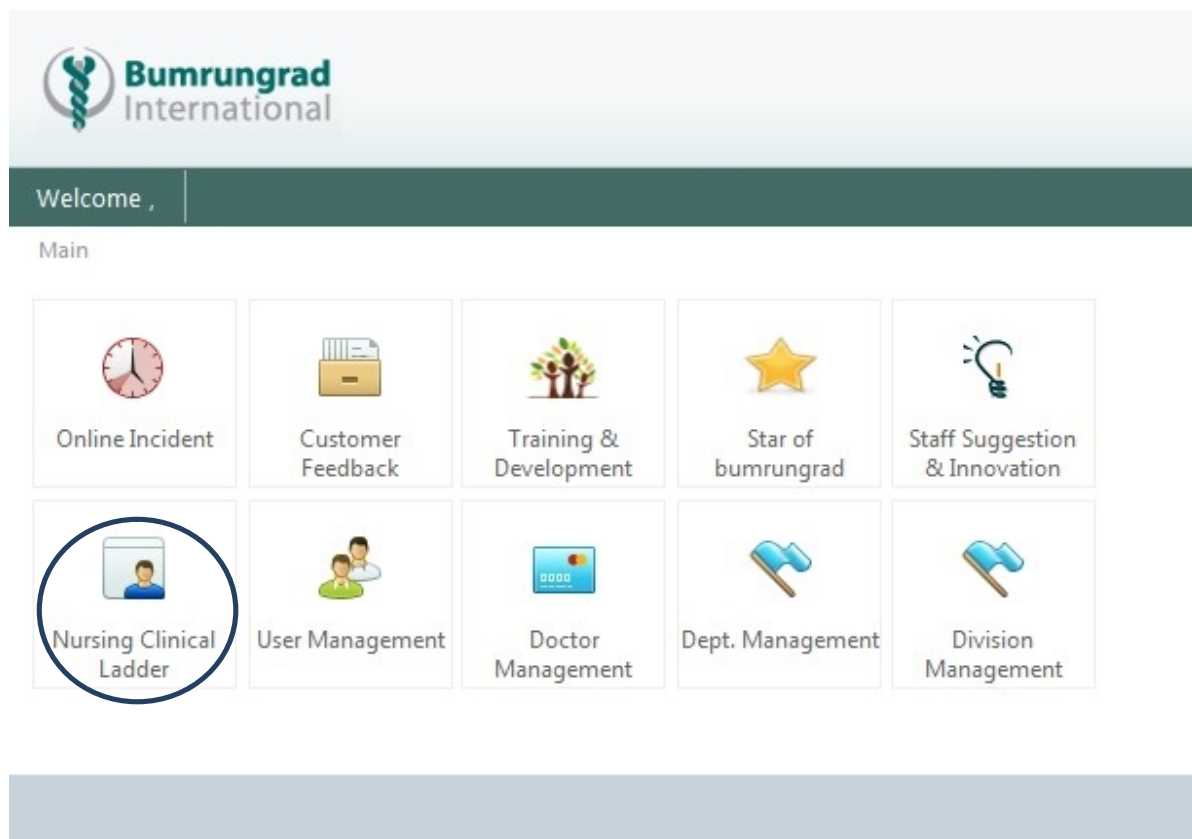 Bumrungrad
International
Welcome ,
Main
Online Incident
Customer
Feedback
Training &
Development
Star of
bumrungrad
Staff Suggestion
& Innovation
Nursing Clinical
Ladder
User Management
Doctor
Management
Dept. Management
Division
Management